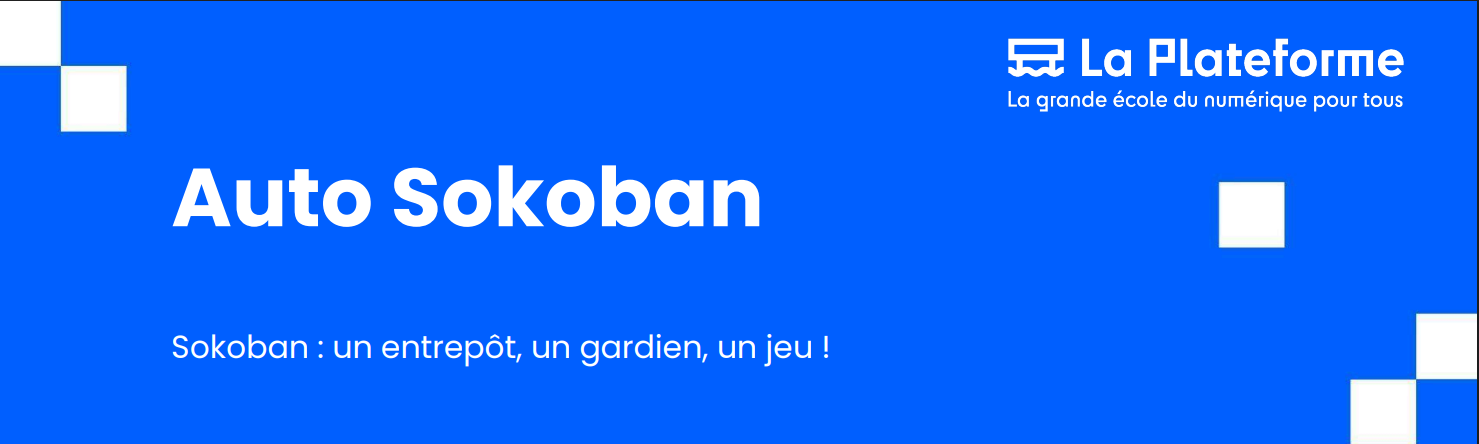 La Plateforme
La grande école du numérique pour tous
Auto Sokoban
Sokoban : un entrepôt, un gardien, un jeu !